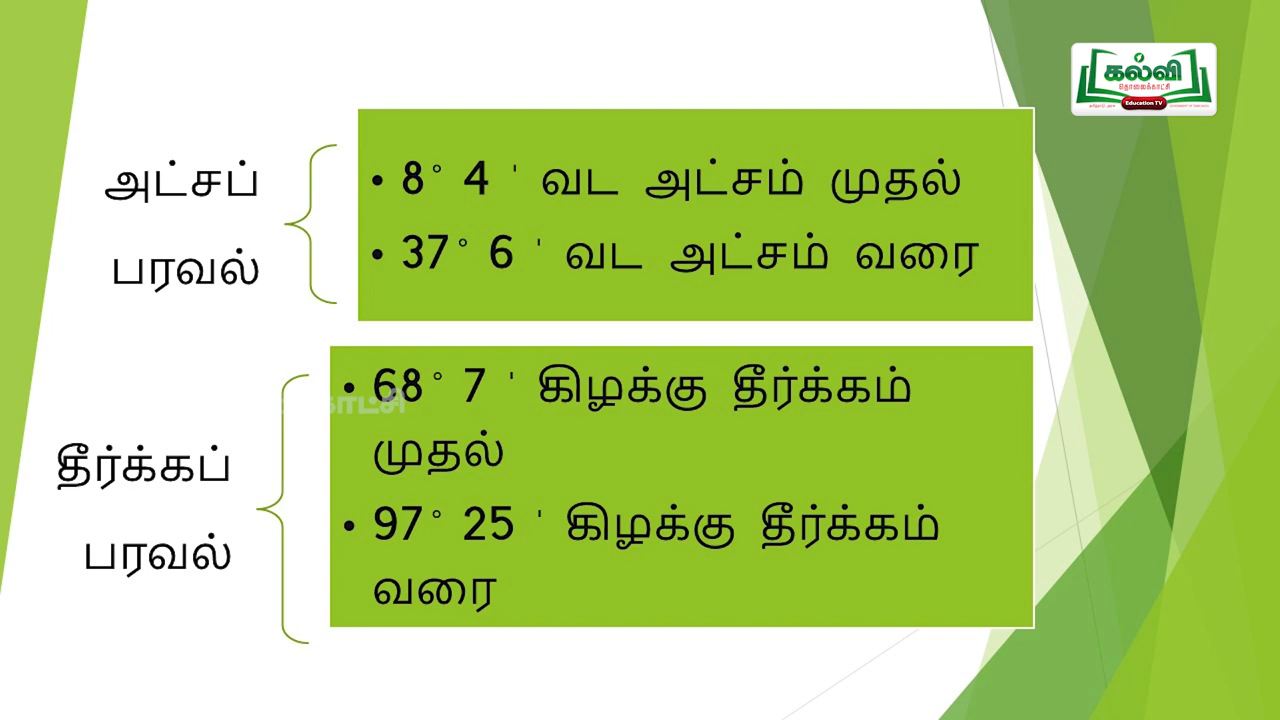 கல்வி
தொலைக்காட்சி
Education TV
அட்சப்
பரவல்
• 8° 4 ' வட அட்சம் முதல்
• 37° 6 ' வட அட்சம் வரை
தீர்க்கப்
பரவல்
• 68° 7 ' கிழக்கு தீர்க்கம்
முதல்
• 97° 25 ' கிழக்கு தீர்க்கம்
வரை